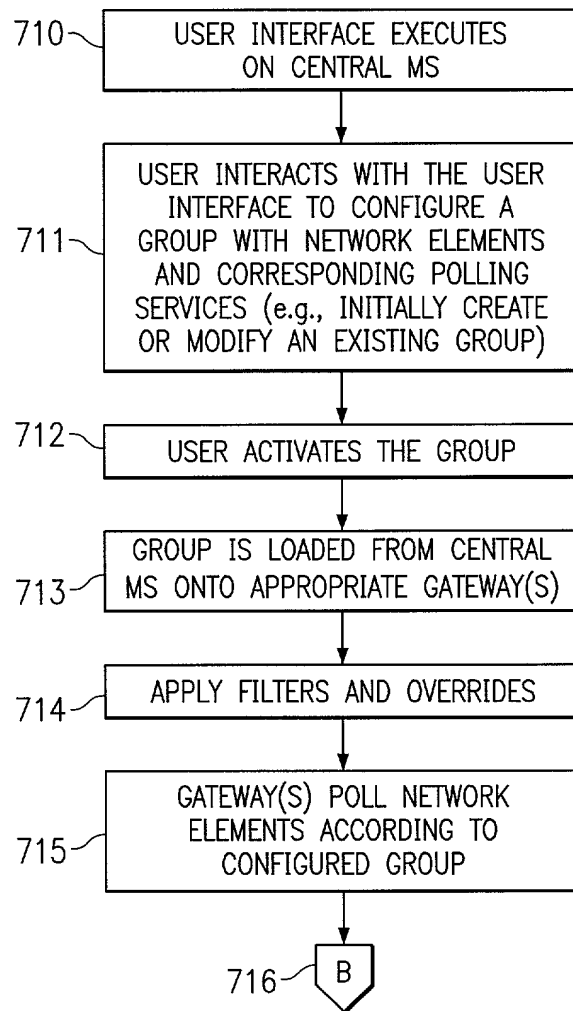 710
USER INTERFACE EXECUTES
ON CENTRAL MS
711
USER INTERACTS WITH THE USER
INTERFACE TO CONFIGURE A
GROUP WITH NETWORK ELEMENTS
AND CORRESPONDING POLLING
SERVICES (e.g., INITIALLY CREATE
OR MODIFY AN EXISTING GROUP)
712
USER ACTIVATES THE GROUP
713
GROUP IS LOADED FROM CENTRAL
MS ONTO APPROPRIATE GATEWAY(S)
714
APPLY FILTERS AND OVERRIDES
715
GATEWAY(S) POLL NETWORK
ELEMENTS ACCORDING TO
CONFIGURED GROUP
716
B